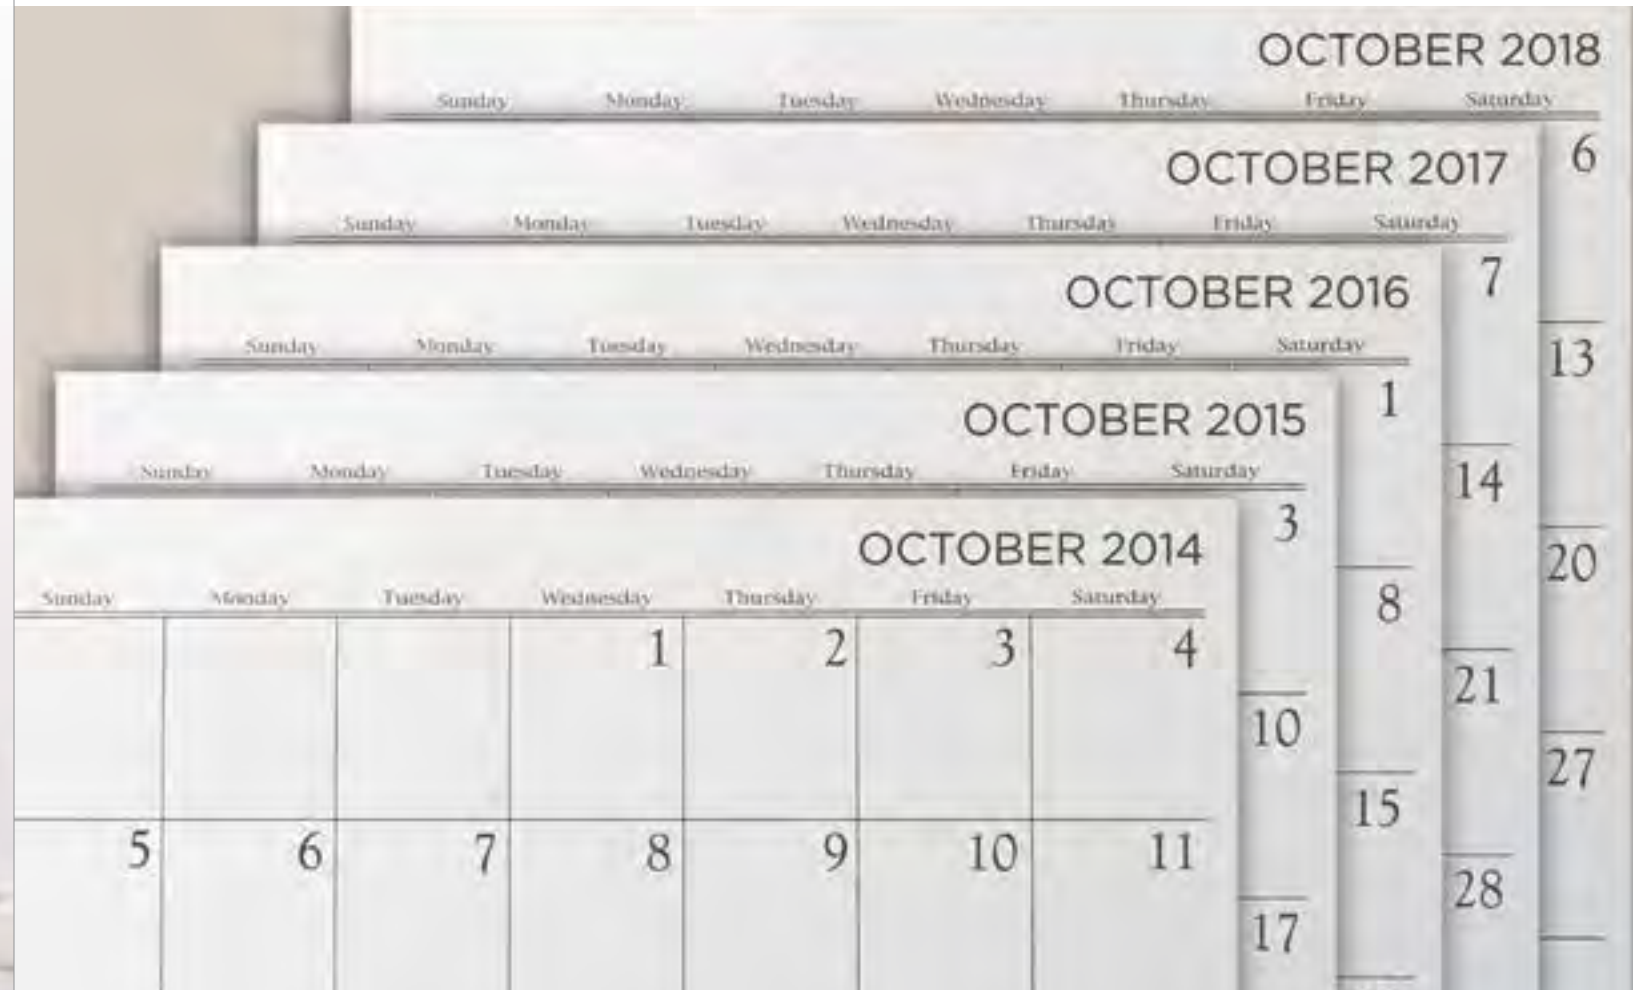 OCTOBER 2018
Sunday Monday Tuesday Wednesday Thursday Friday Saturday
6
13
20
27
OCTOBER 2017
Sunday Monday Tuesday Wednesday Thursday Friday Saturday
7
14
21
28
OCTOBER 2016
Sunday Monday Tuesday Wednesday Thursday Friday Saturday
1
8
15
OCTOBER 2015
Sunday Monday Tuesday Wednesday Thursday Friday Saturday
3
10
17
OCTOBER 2014
Sunday Monday Tuesday Wednesday Thursday Friday Saturday
1 2 3 4
5 6 7 8 9 10 11